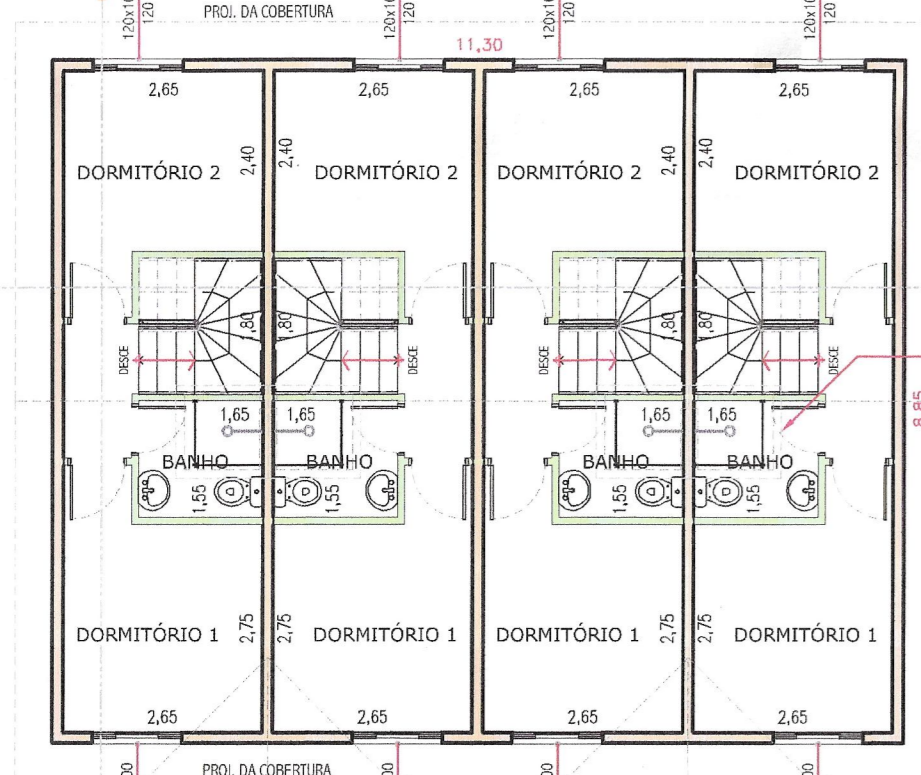 PROJ. DA COBERTURA
120x10 120 120x10 120 120x10 120 120x10 120
11,30
2,65 2,65 2,65 2,65
2,40 2,40 2,40 2,40
DORMITÓRIO 2 DORMITÓRIO 2 DORMITÓRIO 2 DORMITÓRIO 2
1,80 1,80 1,80 1,80
DESCE DESCE DESCE DESCE
8,85
1,65 1,65 1,65 1,65
BANHO BANHO BANHO BANHO
1,55 1,55 1,55 1,55
DORMITÓRIO 1 DORMITÓRIO 1 DORMITÓRIO 1 DORMITÓRIO 1
2,75 2,75 2,75 2,75
2,65 2,65 2,65 2,65
PROJ. DA COBERTURA